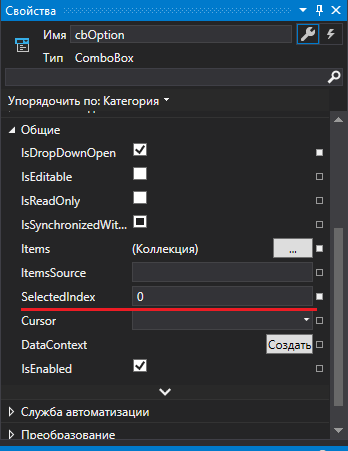 Свойства
Имя cbOption
Тип ComboBox
Упорядочить по: Категория
Общие
IsDropDownOpen
IsEditable
IsReadOnly
IsSynchronizedWit...
Items (Коллекция) ...
ItemsSource
SelectedIndex 0
Cursor
DataContext Создать
IsEnabled
Служба автоматизации
Преобразование